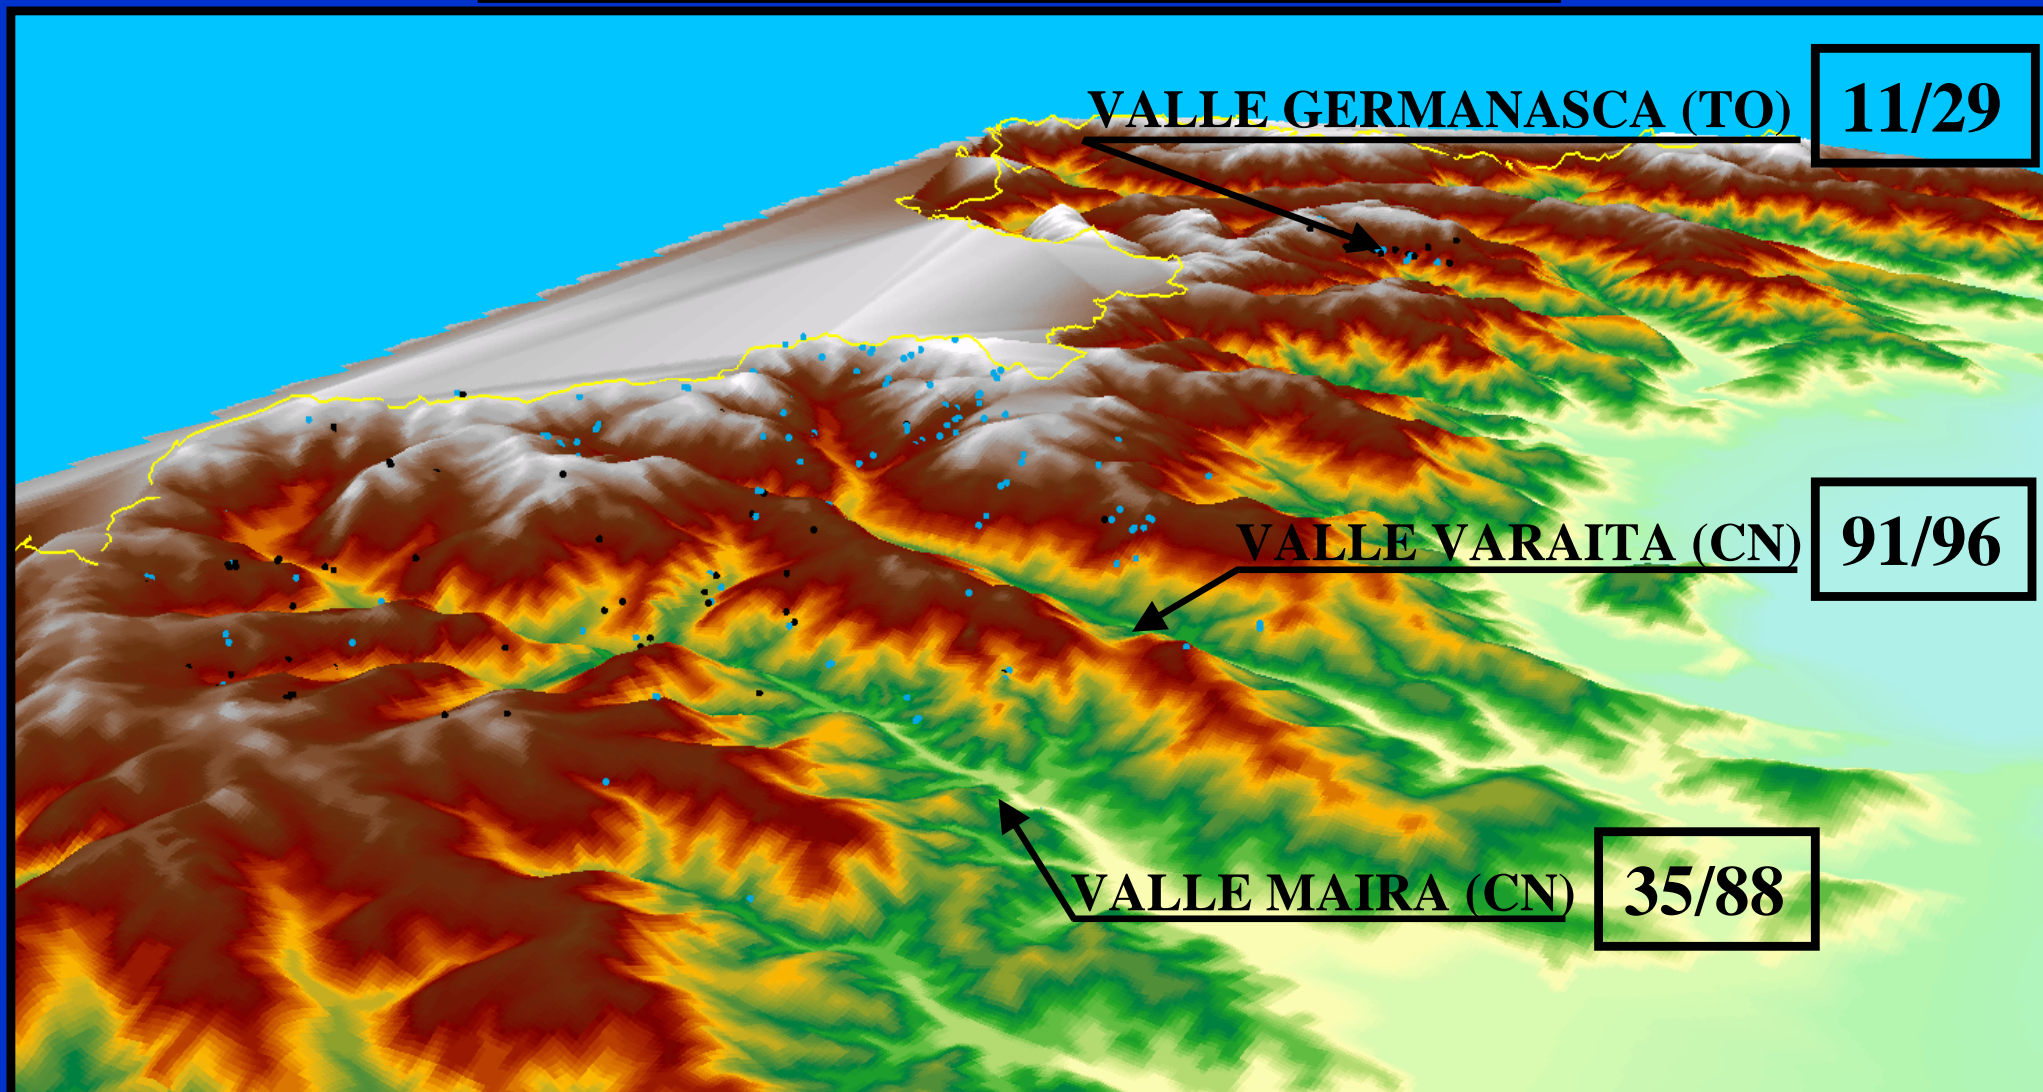 VALLE GERMANASCA (TO) 11/29
VALLE VARAITA (CN) 91/96
VALLE MAIRA (CN) 35/88